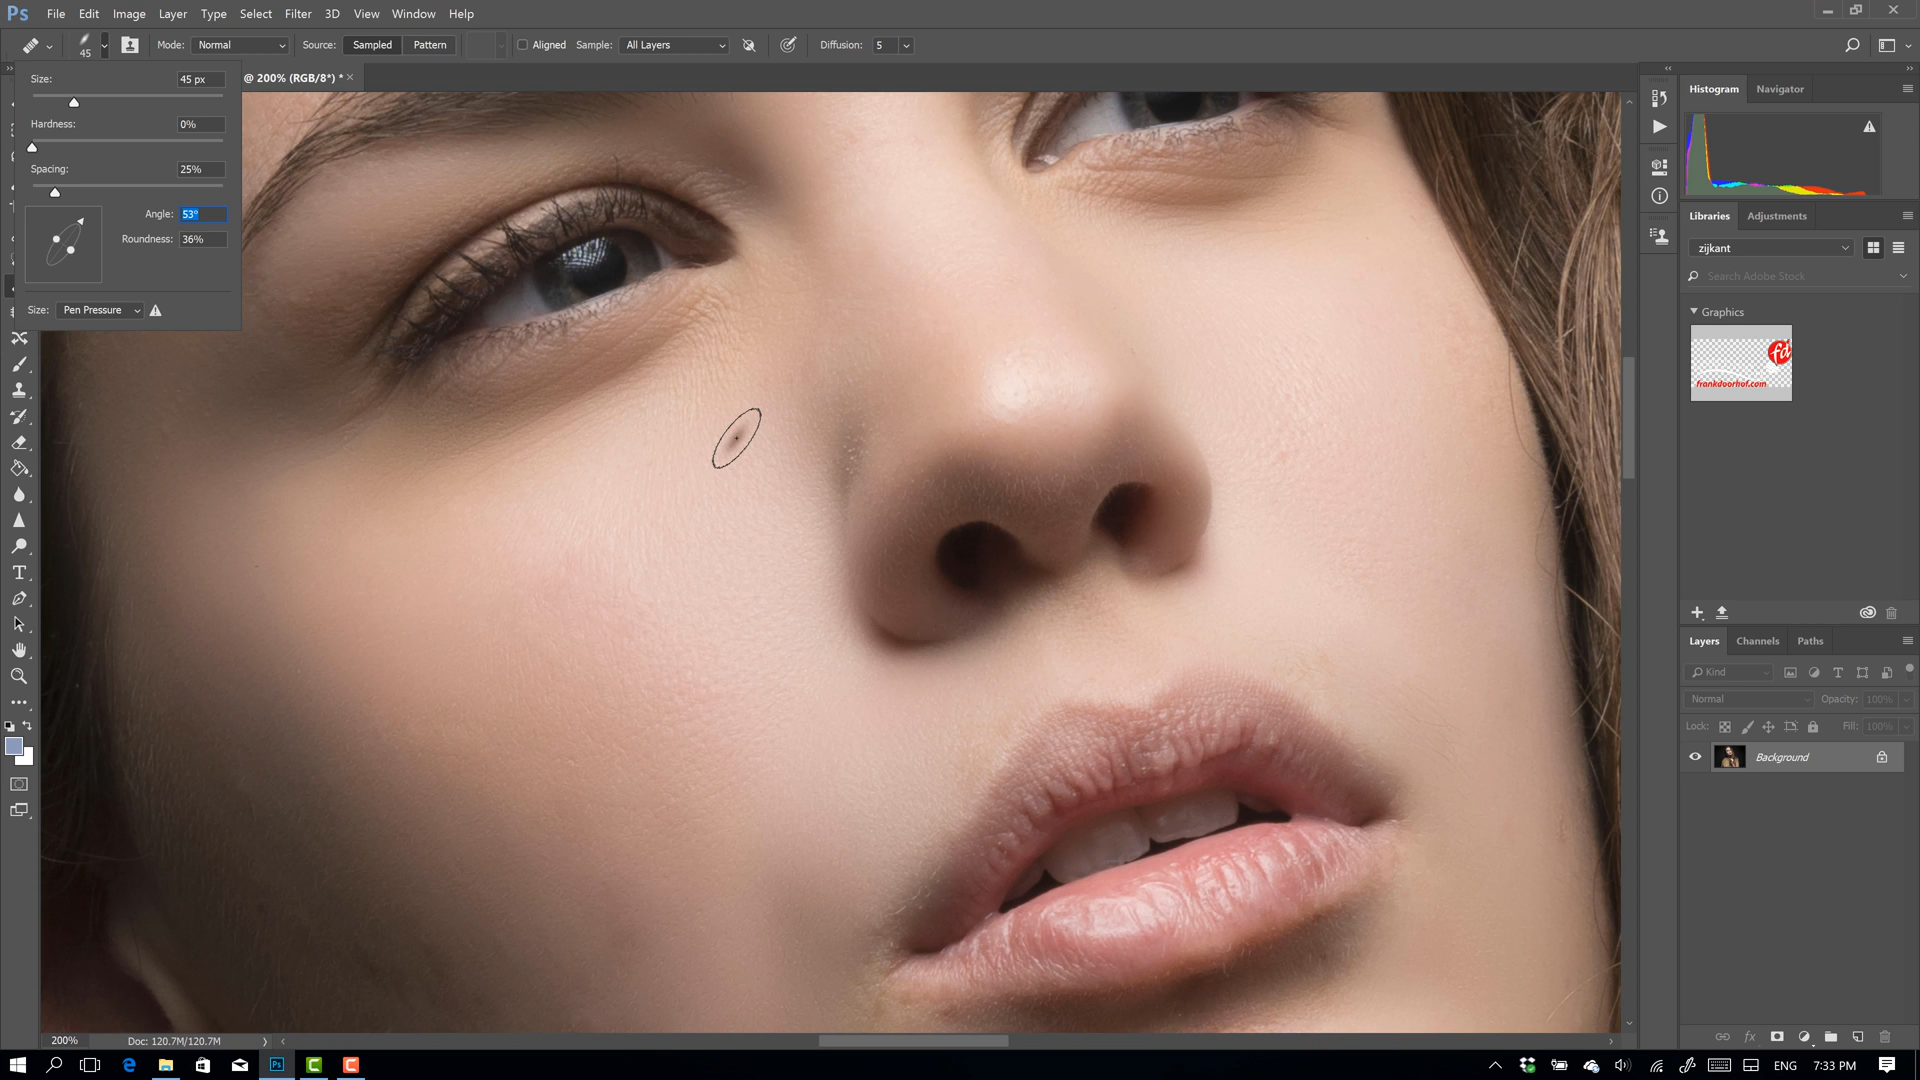 Ps File Edit Image Layer Type Select Filter 3D View Window Help
45 Mode: Normal Source: Sampled Pattern Aligned Sample: All Layers Diffusion: 5
@ 200% (RGB/8*) *
Size: 45 px
Hardness: 0%
Spacing: 25%
Angle: 53°
Roundness: 36%
Size: Pen Pressure
Histogram Navigator
Libraries Adjustments
zijkant
Search Adobe Stock
Graphics
fd
frankdoorhof.com
Layers Channels Paths
Kind
Normal Opacity: 100%
Lock: Fill: 100%
Background
200% Doc: 120.7M/120.7M
Ps ENG 7:33 PM